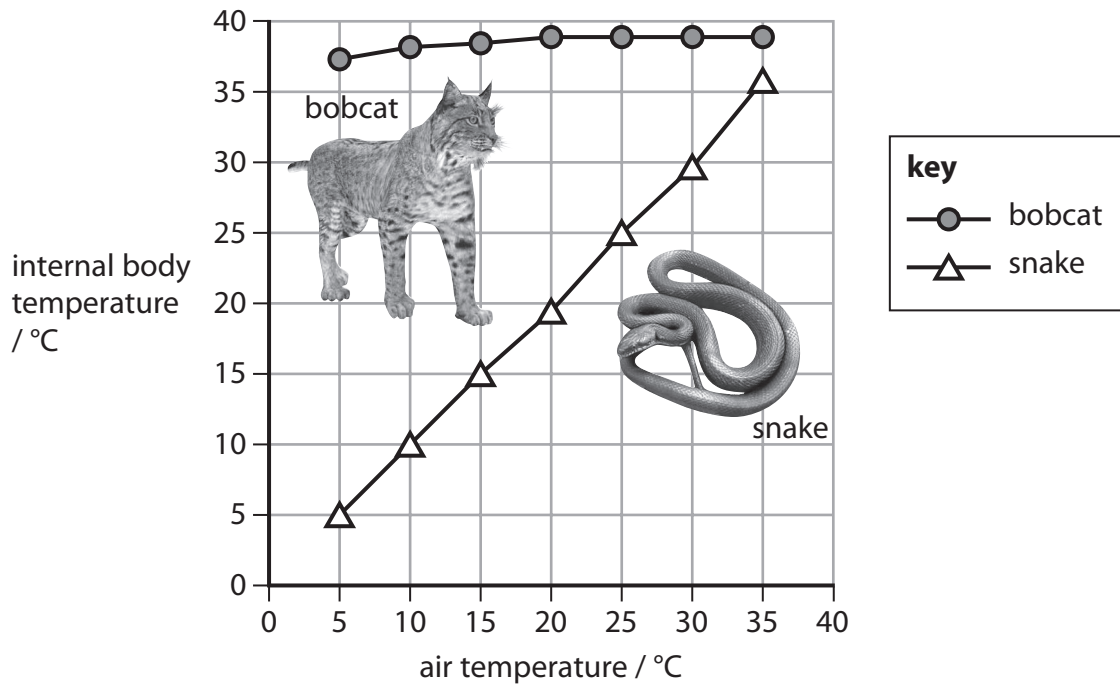 40
35
30
25
20
15
10
5
0
internal body
temperature
/ °C
bobcat
snake
0 5 10 15 20 25 30 35 40
air temperature / °C
key
bobcat
snake